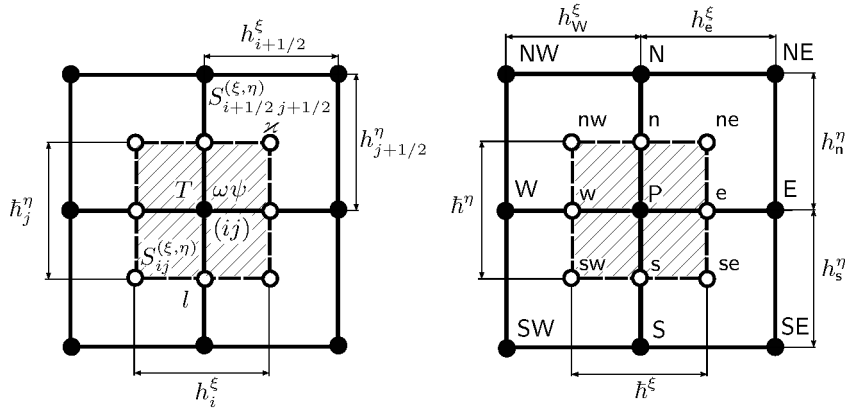 h^ξ_{i+1/2}
S^{(ξ,η)}_{i+1/2 j+1/2}
ϰ
h^η_{j+1/2}
ħ^η_j
T ωψ
(ij)
S^{(ξ,η)}_{ij}
l
h^ξ_i
h^ξ_w h^ξ_e
NW N NE
nw n ne
h^η_n
ħ^η
W w P e E
sw s se
h^η_s
SW S SE
ħ^ξ